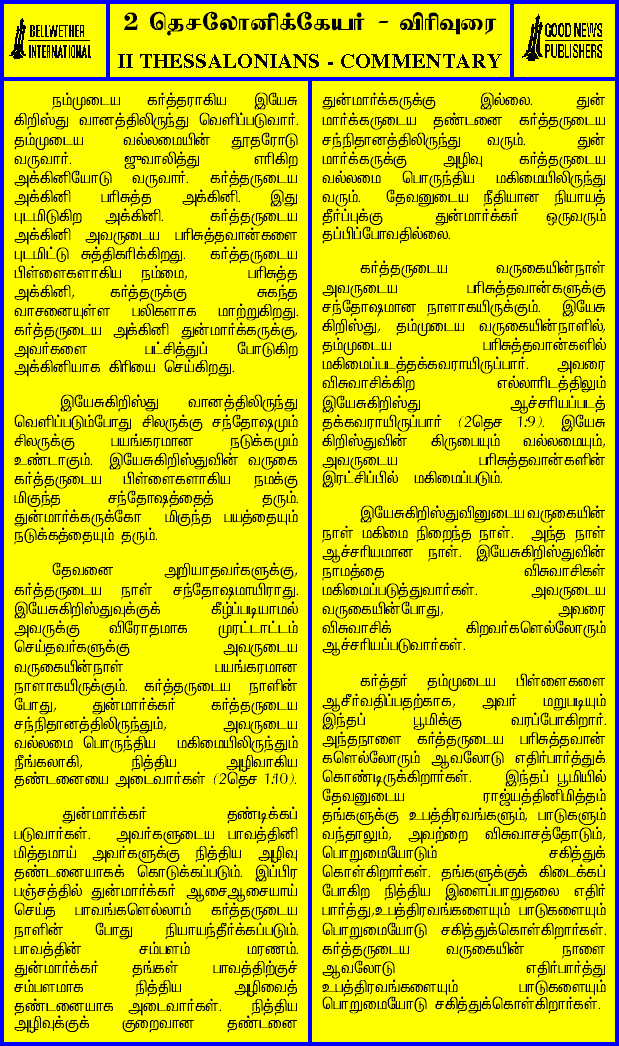 BELLWETHER
INTERNATIONAL
2 தெசலோனிக்கேயர் - விரிவுரை
II THESSALONIANS - COMMENTARY
GOOD NEWS
PUBLISHERS
நம்முடைய கர்த்தராகிய இயேசு
கிறிஸ்து வானத்திலிருந்து வெளிப்படுவார்.
தம்முடைய வல்லமையின் தூதரோடு
வருவார். ஜுவாலித்து எரிகிற
அக்கினியோடு வருவார். கர்த்தருடைய
அக்கினி பரிசுத்த அக்கினி. இது
புடமிடுகிற அக்கினி. கர்த்தருடைய
அக்கினி அவருடைய பரிசுத்தவான்களை
புடமிட்டு சுத்திகரிக்கிறது. கர்த்தருடைய
பிள்ளைகளாகிய நம்மை, பரிசுத்த
அக்கினி, கர்த்தருக்கு சுகந்த
வாசனையுள்ள பலிகளாக மாற்றுகிறது.
கர்த்தருடைய அக்கினி துன்மார்க்கருக்கு,
அவர்களை பட்சித்துப் போடுகிற
அக்கினியாக கிரியை செய்கிறது.
இயேசுகிறிஸ்து வானத்திலிருந்து
வெளிப்படும்போது சிலருக்கு சந்தோஷமும்
சிலருக்கு பயங்கரமான நடுக்கமும்
உண்டாகும். இயேசுகிறிஸ்துவின் வருகை
கர்த்தருடைய பிள்ளைகளாகிய நமக்கு
மிகுந்த சந்தோஷத்தைத் தரும்.
துன்மார்க்கருக்கோ மிகுந்த பயத்தையும்
நடுக்கத்தையும் தரும்.
தேவனை அறியாதவர்களுக்கு,
கர்த்தருடைய நாள் சந்தோஷமாயிராது.
இயேசுகிறிஸ்துவுக்குக் கீழ்ப்படியாமல்
அவருக்கு விரோதமாக முரட்டாட்டம்
செய்தவர்களுக்கு அவருடைய
வருகையின்நாள் பயங்கரமான
நாளாகயிருக்கும். கர்த்தருடைய நாளின்
போது, துன்மார்க்கர் கர்த்தருடைய
சந்நிதானத்திலிருந்தும், அவருடைய
வல்லமை பொருந்திய மகிமையிலிருந்தும்
நீங்கலாகி, நித்திய அழிவாகிய
தண்டனையை அடைவார்கள் (2தெச 1:10).
துன்மார்க்கர் தண்டிக்கப்
படுவார்கள். அவர்களுடைய பாவத்தினி
மித்தமாய் அவர்களுக்கு நித்திய அழிவு
தண்டனையாகக் கொடுக்கப்படும். இப்பிர
பஞ்சத்தில் துன்மார்க்கர் ஆசைஆசையாய்
செய்த பாவங்களெல்லாம் கர்த்தருடைய
நாளின் போது நியாயந்தீர்க்கப்படும்.
பாவத்தின் சம்பளம் மரணம்.
துன்மார்க்கர் தங்கள் பாவத்திற்குச்
சம்பளமாக நித்திய அழிவைத்
தண்டனையாக அடைவார்கள். நித்திய
அழிவுக்குக் குறைவான தண்டனை
துன்மார்க்கருக்கு இல்லை. துன்
மார்க்கருடைய தண்டனை கர்த்தருடைய
சந்நிதானத்திலிருந்து வரும். துன்
மார்க்கருக்கு அழிவு கர்த்தருடைய
வல்லமை பொருந்திய மகிமையிலிருந்து
வரும். தேவனுடைய நீதியான நியாயத்
தீர்ப்புக்கு துன்மார்க்கர் ஒருவரும்
தப்பிப்போவதில்லை.
கர்த்தருடைய வருகையின்நாள்
அவருடைய பரிசுத்தவான்களுக்கு
சந்தோஷமான நாளாகயிருக்கும். இயேசு
கிறிஸ்து, தம்முடைய வருகையின்நாளில்,
தம்முடைய பரிசுத்தவான்களில்
மகிமைப்படத்தக்கவராயிருப்பார். அவரை
விசுவாசிக்கிற எல்லாரிடத்திலும்
இயேசுகிறிஸ்து ஆச்சரியப்படத்
தக்கவராயிருப்பார் (2தெச 1:9). இயேசு
கிறிஸ்துவின் கிருபையும் வல்லமையும்,
அவருடைய பரிசுத்தவான்களின்
இரட்சிப்பில் மகிமைப்படும்.
இயேசுகிறிஸ்துவினுடைய வருகையின்
நாள் மகிமை நிறைந்த நாள். அந்த நாள்
ஆச்சரியமான நாள். இயேசுகிறிஸ்துவின்
நாமத்தை விசுவாசிகள்
மகிமைப்படுத்துவார்கள். அவருடைய
வருகையின்போது, அவரை
விசுவாசிக் கிறவர்களெல்லோரும்
ஆச்சரியப்படுவார்கள்.
கர்த்தர் தம்முடைய பிள்ளைகளை
ஆசீர்வதிப்பதற்காக, அவர் மறுபடியும்
இந்தப் பூமிக்கு வரப்போகிறார்.
அந்தநாளை கர்த்தருடைய பரிசுத்தவான்
களெல்லோரும் ஆவலோடு எதிர்பார்த்துக்
கொண்டிருக்கிறார்கள். இந்தப் பூமியில்
தேவனுடைய ராஜ்யத்தினிமித்தம்
தங்களுக்கு உபத்திரவங்களும், பாடுகளும்
வந்தாலும், அவற்றை விசுவாசத்தோடும்,
பொறுமையோடும் சகித்துக்
கொள்கிறார்கள். தங்களுக்குக் கிடைக்கப்
போகிற நித்திய இளைப்பாறுதலை எதிர்
பார்த்து,உபத்திரவங்களையும் பாடுகளையும்
பொறுமையோடு சகித்துக்கொள்கிறார்கள்.
கர்த்தருடைய வருகையின் நாளை
ஆவலோடு எதிர்பார்த்து
உபத்திரவங்களையும் பாடுகளையும்
பொறுமையோடு சகித்துக்கொள்கிறார்கள்.